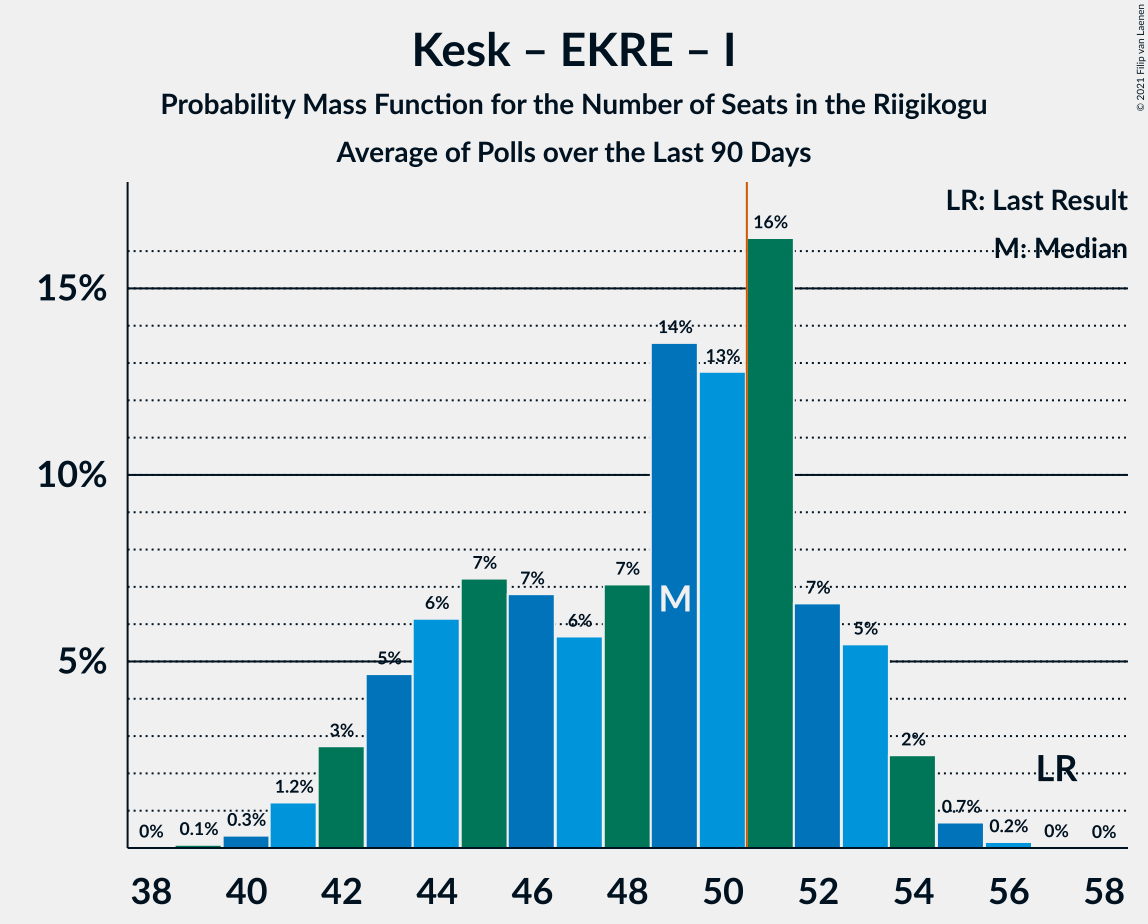 Kesk – EKRE – I
Probability Mass Function for the Number of Seats in the Riigikogu
Average of Polls over the Last 90 Days
© 2021 Filip van Laenen
LR: Last Result
M: Median
15%
10%
5%
0%
0.1%
0.3%
1.2%
3%
5%
6%
7%
7%
6%
7%
14%
13%
16%
7%
5%
2%
0.7%
0.2%
0%
0%
M
LR
38 40 42 44 46 48 50 52 54 56 58